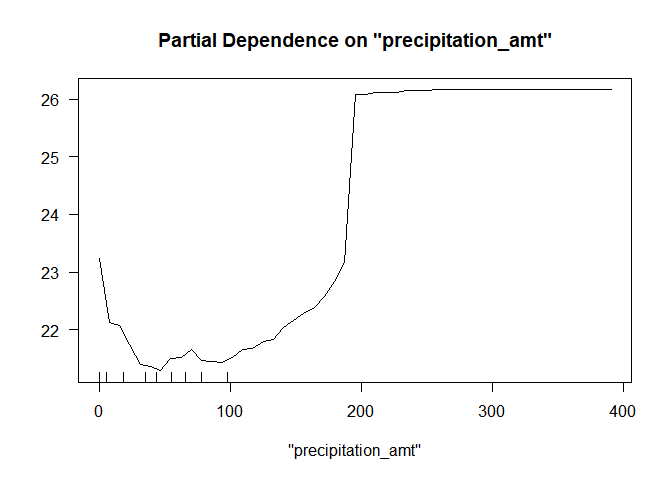 Partial Dependence on "precipitation_amt"
26
25
24
23
22
0 100 200 300 400
"precipitation_amt"